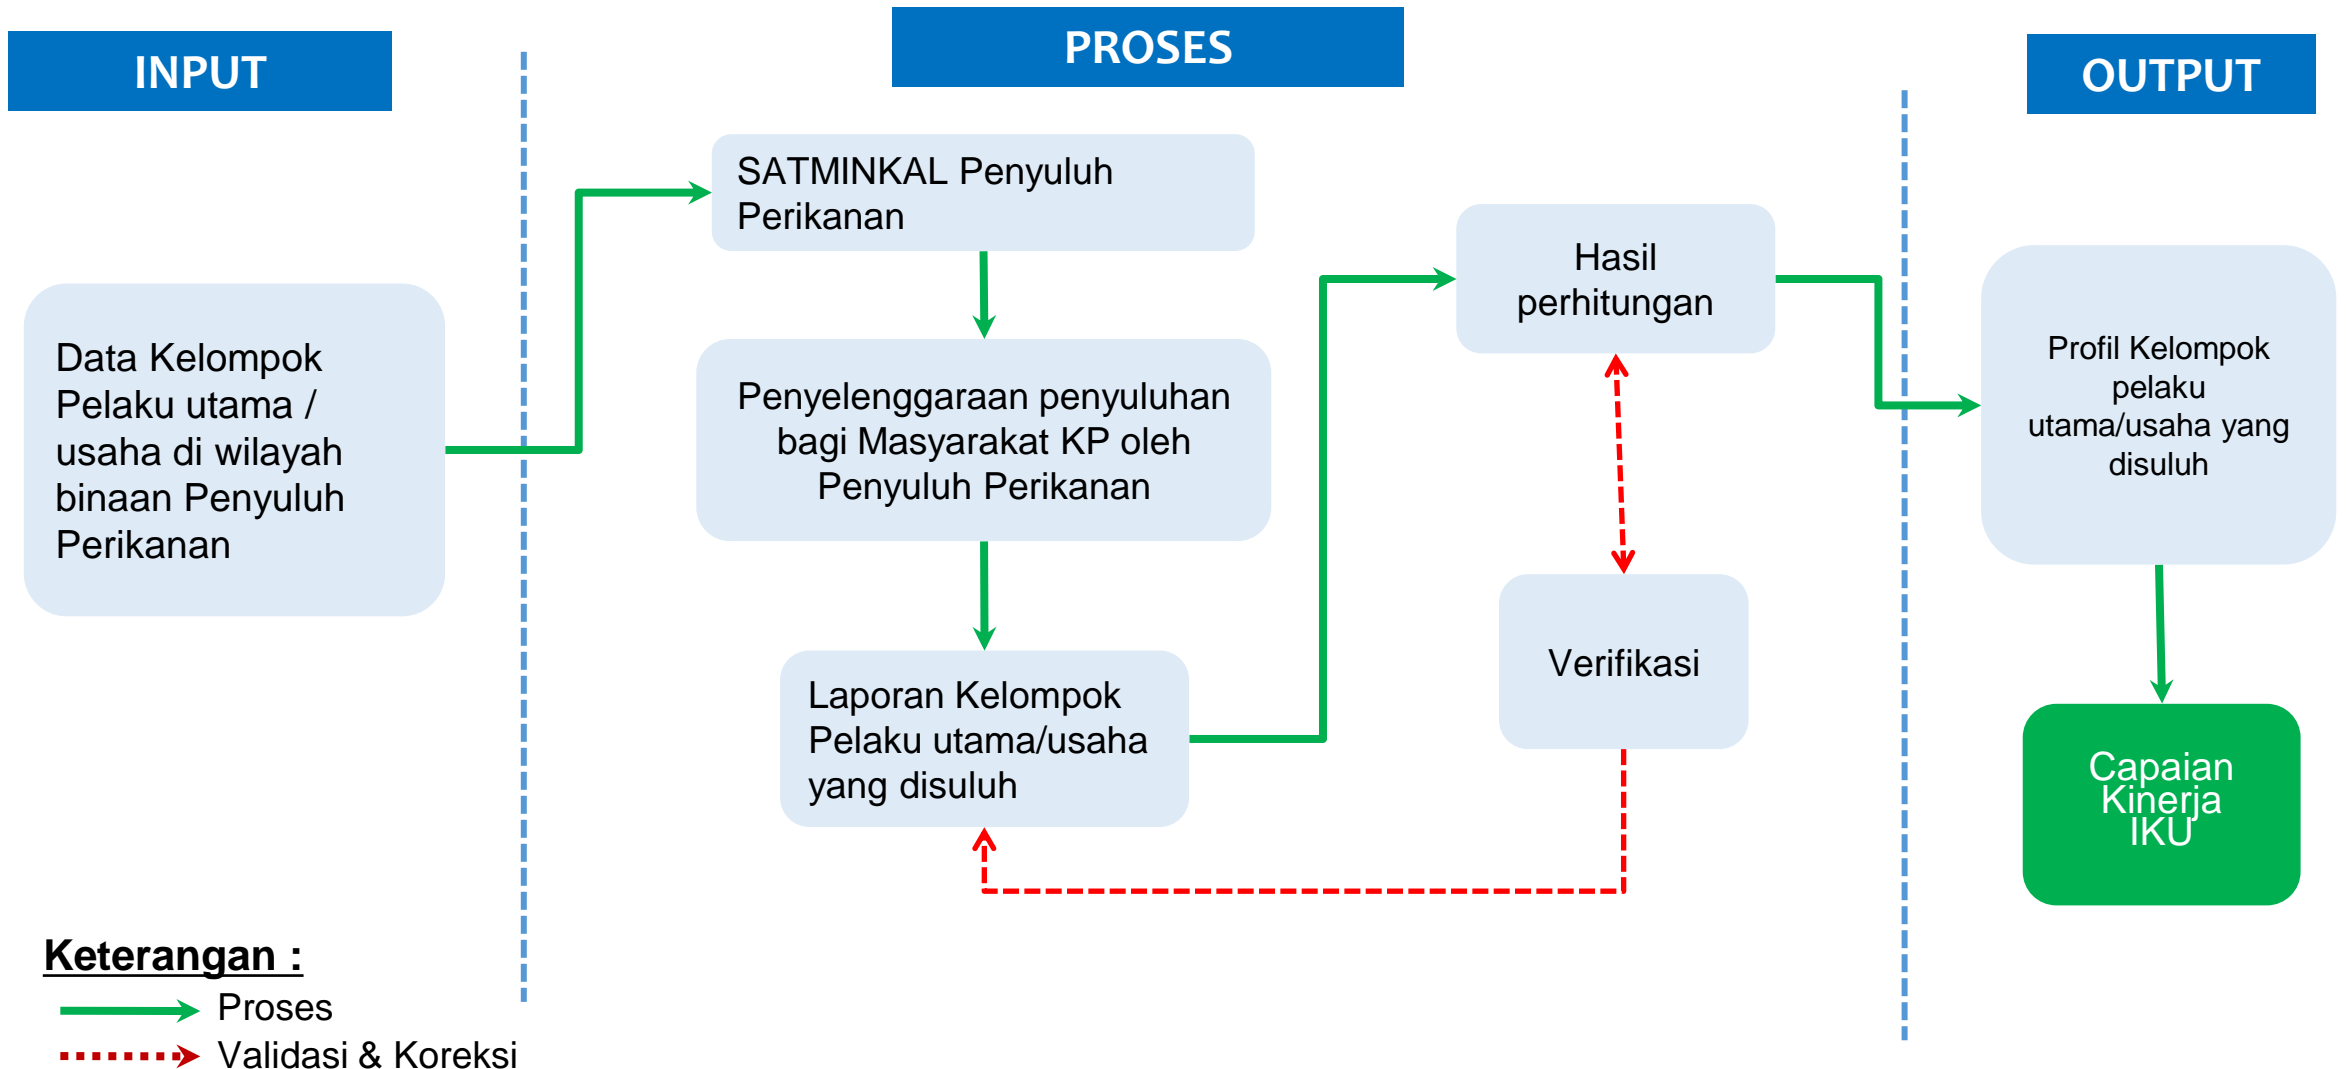 INPUT
PROSES
OUTPUT
Data Kelompok
Pelaku utama /
usaha di wilayah
binaan Penyuluh
Perikanan
SATMINKAL Penyuluh
Perikanan
Penyelenggaraan penyuluhan
bagi Masyarakat KP oleh
Penyuluh Perikanan
Laporan Kelompok
Pelaku utama/usaha
yang disuluh
Hasil
perhitungan
Verifikasi
Profil Kelompok
pelaku
utama/usaha yang
disuluh
Capaian
Kinerja
IKU
Keterangan :
Proses
Validasi & Koreksi